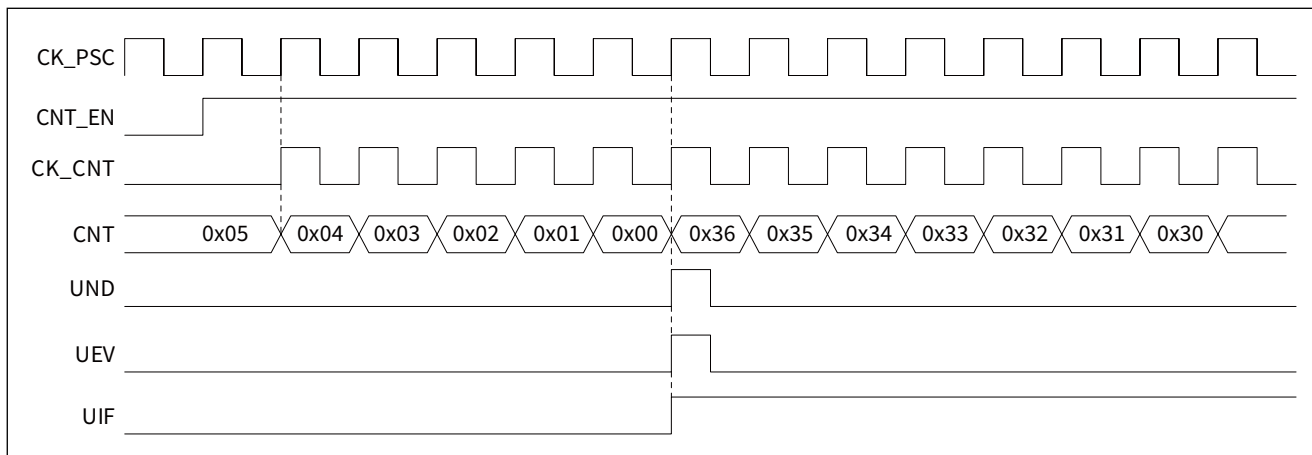 CK_PSC
CNT_EN
CK_CNT
CNT 0x05 0x04 0x03 0x02 0x01 0x00 0x36 0x35 0x34 0x33 0x32 0x31 0x30
UND
UEV
UIF